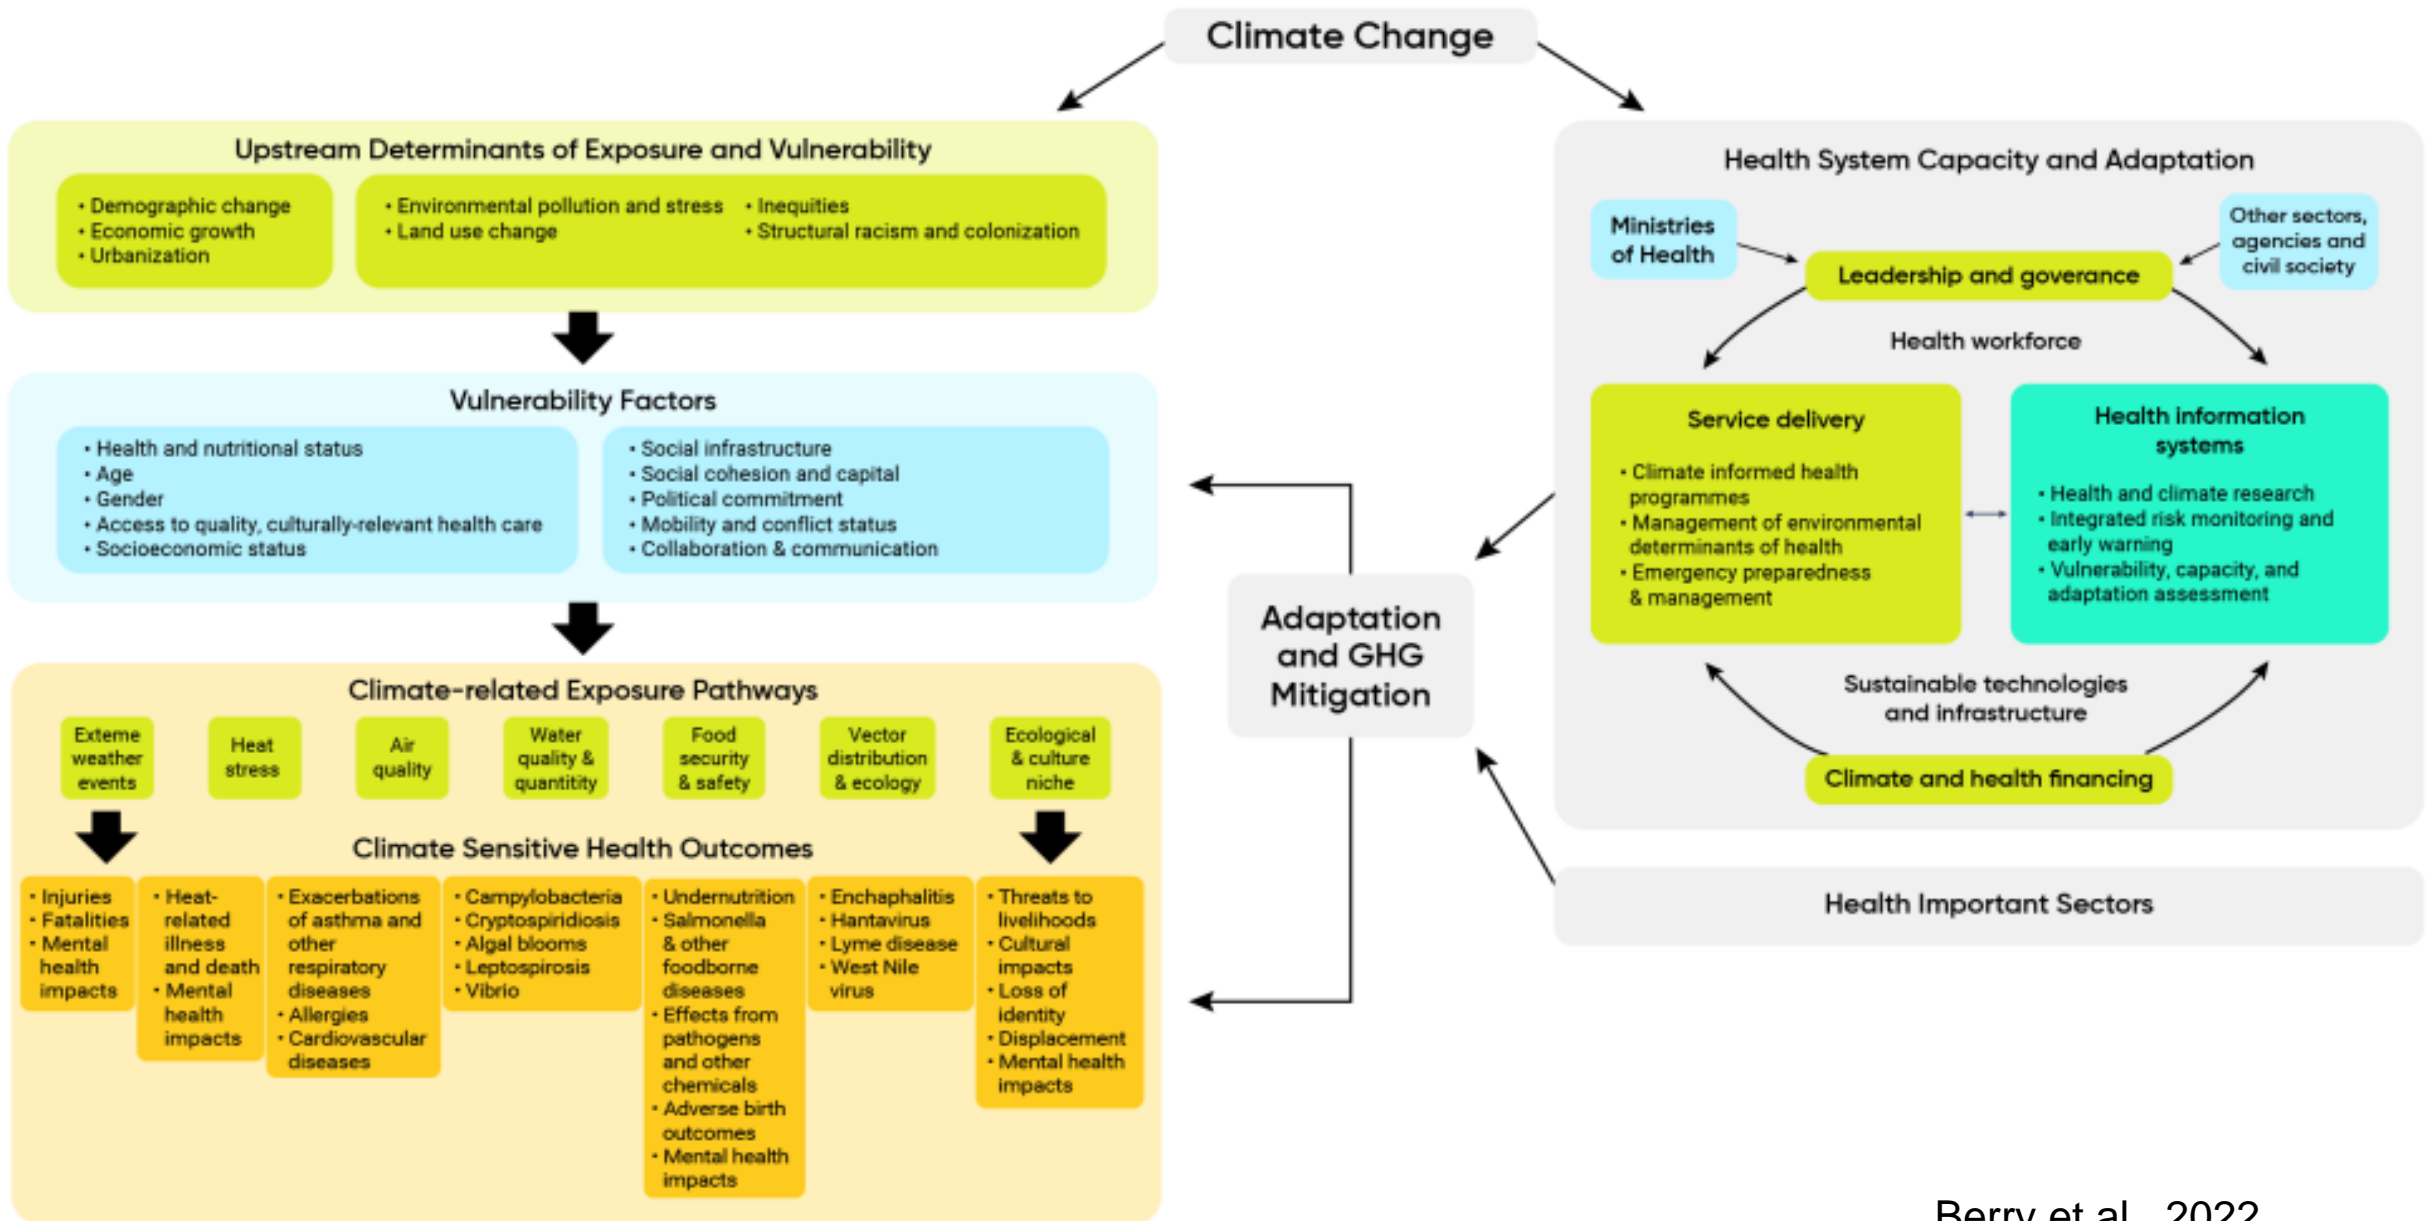 Climate Change
Upstream Determinants of Exposure and Vulnerability
• Demographic change
• Economic growth
• Urbanization
• Environmental pollution and stress
• Land use change
• Inequities
• Structural racism and colonization
Vulnerability Factors
• Health and nutritional status
• Age
• Gender
• Access to quality, culturally-relevant health care
• Socioeconomic status
• Social infrastructure
• Social cohesion and capital
• Political commitment
• Mobility and conflict status
• Collaboration & communication
Climate-related Exposure Pathways
Exteme
weather
events
Heat
stress
Air
quality
Water
quality &
quantitity
Food
security
& safety
Vector
distribution
& ecology
Ecological
& culture
niche
Climate Sensitive Health Outcomes
• Injuries
• Fatalities
• Mental
health
impacts
• Heat-
related
illness
and death
• Mental
health
impacts
• Exacerbations
of asthma and
other
respiratory
diseases
• Allergies
• Cardiovascular
diseases
• Campylobacteria
• Cryptospiridiosis
• Algal blooms
• Leptospirosis
• Vibrio
• Undernutrition
• Salmonella
& other
foodborne
diseases
• Effects from
pathogens
and other
chemicals
• Adverse birth
outcomes
• Mental health
impacts
• Enchaphalitis
• Hantavirus
• Lyme disease
• West Nile
virus
• Threats to
livelihoods
• Cultural
impacts
• Loss of
identity
• Displacement
• Mental health
impacts
Adaptation
and GHG
Mitigation
Health System Capacity and Adaptation
Ministries
of Health
Other sectors,
agencies and
civil society
Leadership and goverance
Health workforce
Service delivery
• Climate informed health
programmes
• Management of environmental
determinants of health
• Emergency preparedness
& management
Health information
systems
• Health and climate research
• Integrated risk monitoring and
early warning
• Vulnerability, capacity, and
adaptation assessment
Sustainable technologies
and infrastructure
Climate and health financing
Health Important Sectors
Berry et al., 2022